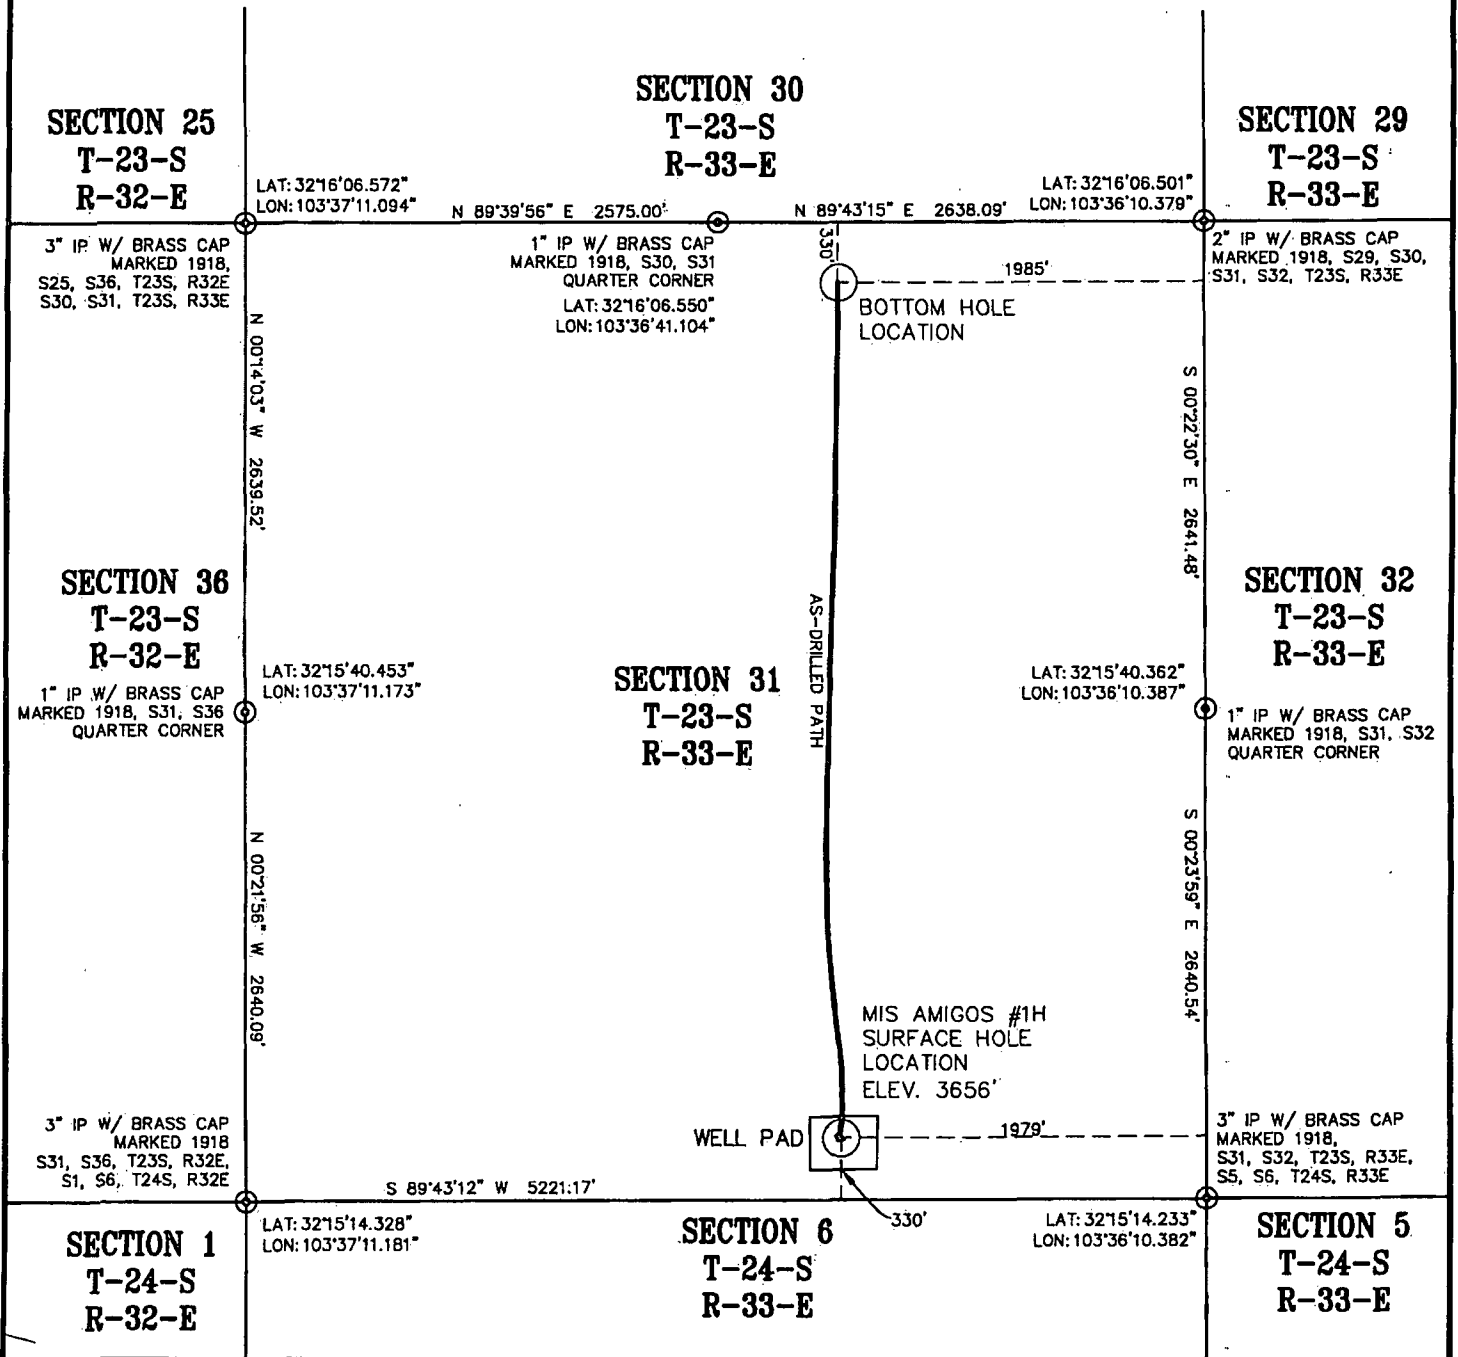 SECTION 30
T-23-S
R-33-E
SECTION 25
T-23-S
R-32-E
SECTION 29
T-23-S
R-33-E
LAT: 32°16'06.572"
LON: 103°37'11.094"
N 89°39'56" E 2575.00'
N 89°43'15" E 2638.09'
LAT: 32°16'06.501"
LON: 103°36'10.379"
3" IP W/ BRASS CAP
MARKED 1918,
S25, S36, T23S, R32E
S30, S31, T23S, R33E
1" IP W/ BRASS CAP
MARKED 1918, S30, S31
QUARTER CORNER
LAT: 32°16'06.550"
LON: 103°36'41.104"
330'
1985'
2" IP W/ BRASS CAP
MARKED 1918, S29, S30,
S31, S32, T23S, R33E
BOTTOM HOLE
LOCATION
N 00°14'03" W 2639.52'
S 00°22'30" E 2641.48'
SECTION 36
T-23-S
R-32-E
1" IP W/ BRASS CAP
MARKED 1918, S31, S36
QUARTER CORNER
LAT: 32°15'40.453"
LON: 103°37'11.173"
SECTION 31
T-23-S
R-33-E
AS-DRILLED PATH
LAT: 32°15'40.362"
LON: 103°36'10.387"
SECTION 32
T-23-S
R-33-E
1" IP W/ BRASS CAP
MARKED 1918, S31, S32
QUARTER CORNER
N 00°21'56" W 2640.09'
S 00°23'59" E 2640.54'
MIS AMIGOS #1H
SURFACE HOLE
LOCATION
ELEV. 3656'
WELL PAD
1979'
3" IP W/ BRASS CAP
MARKED 1918
S31, S36, T23S, R32E,
S1, S6, T24S, R32E
3" IP W/ BRASS CAP
MARKED 1918,
S31, S32, T23S, R33E,
S5, S6, T24S, R33E
S 89°43'12" W 5221.17'
330'
LAT: 32°15'14.328"
LON: 103°37'11.181"
LAT: 32°15'14.233"
LON: 103°36'10.382"
SECTION 1
T-24-S
R-32-E
SECTION 6
T-24-S
R-33-E
SECTION 5
T-24-S
R-33-E